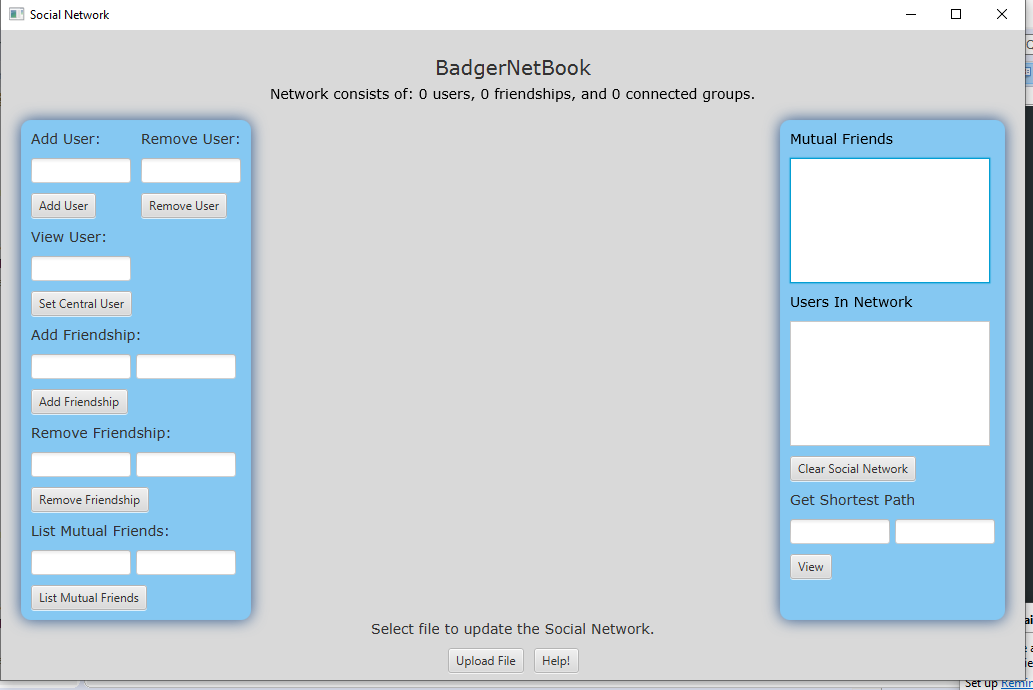 Social Network
BadgerNetBook
Network consists of: 0 users, 0 friendships, and 0 connected groups.
Add User:
Remove User:
Add User
Remove User
View User:
Set Central User
Add Friendship:
Add Friendship
Remove Friendship:
Remove Friendship
List Mutual Friends:
List Mutual Friends
Mutual Friends
Users In Network
Clear Social Network
Get Shortest Path
View
Select file to update the Social Network.
Upload File
Help!
Set up